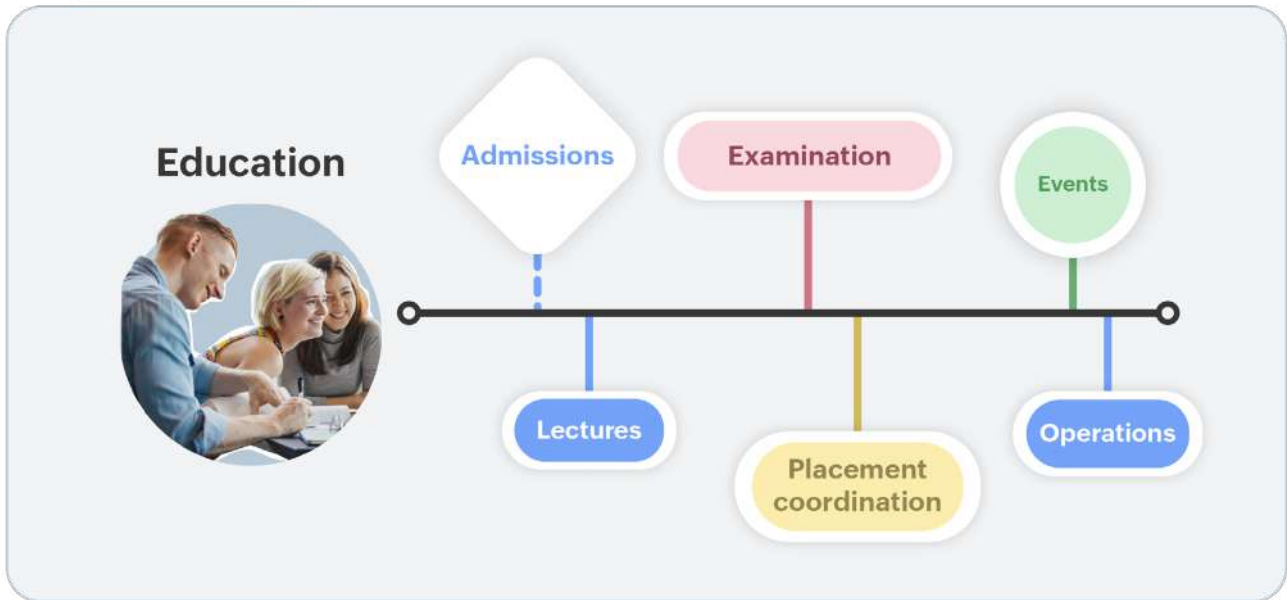 Education
Admissions
Examination
Events
Lectures
Placement
coordination
Operations